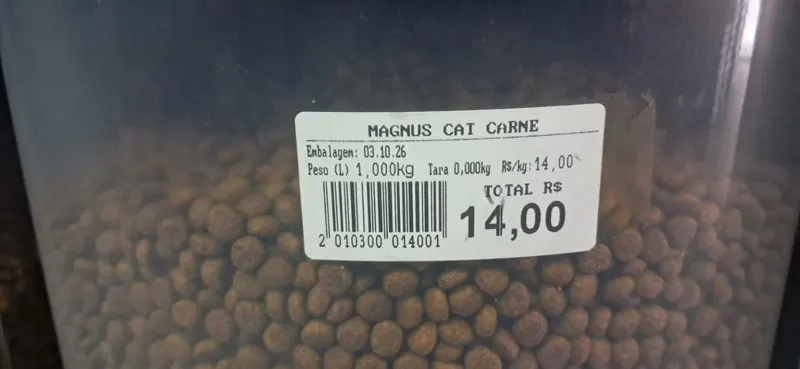 MAGNUS CAT CARNE
Embalagem: 03.10.26
Peso (L) 1,000kg Tara 0,000kg R$/kg: 14,00
TOTAL R$
14,00
2 010300 014001